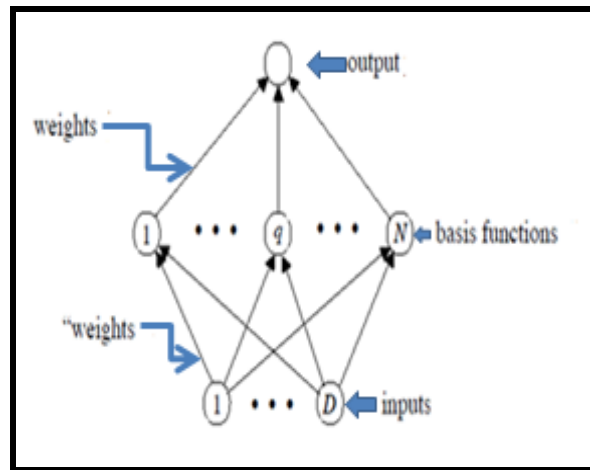 output
weights
1 • • • q • • • N
basis functions
“weights
1 • • • D
inputs